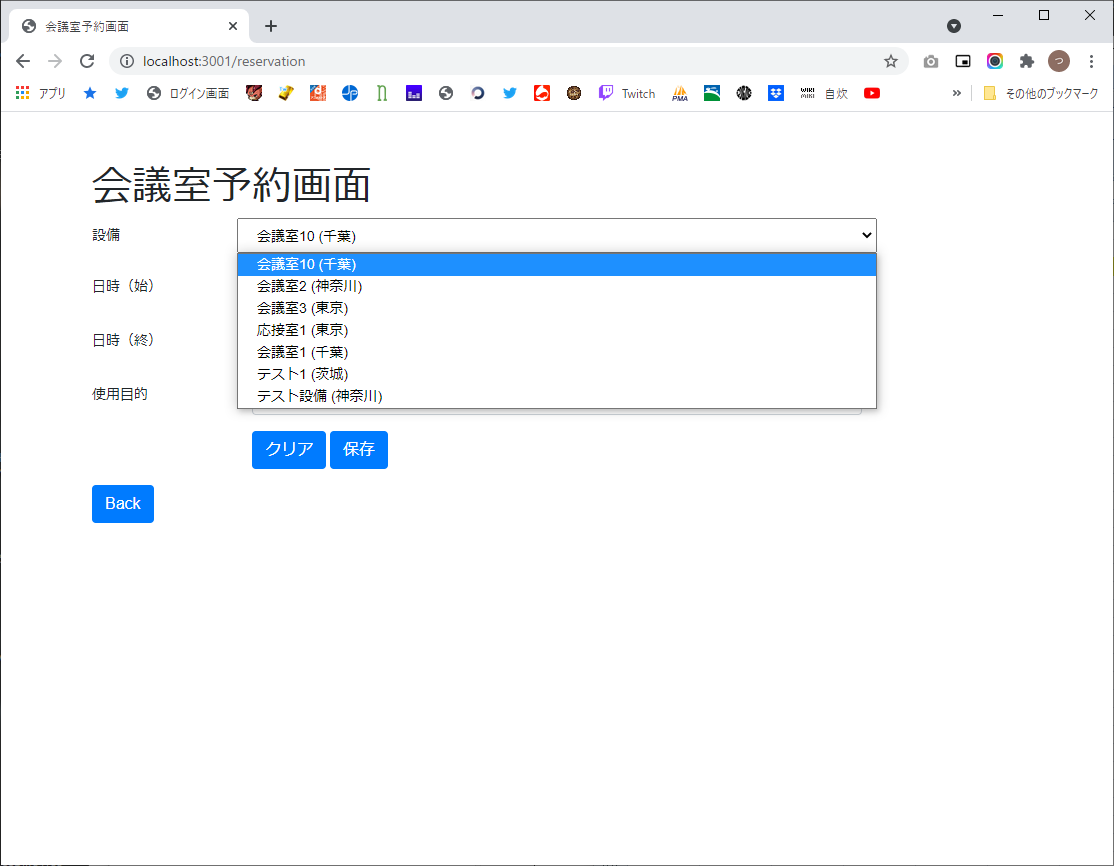 会議室予約画面
localhost:3001/reservation
アプリ ログイン画面 Twitch PMA WIKI WIKI 自炊 » その他のブックマーク
会議室予約画面
設備 会議室10 (千葉)
会議室10 (千葉)
日時（始） 会議室2 (神奈川)
会議室3 (東京)
応接室1 (東京)
日時（終） 会議室1 (千葉)
テスト1 (茨城)
使用目的 テスト設備 (神奈川)
クリア 保存
Back